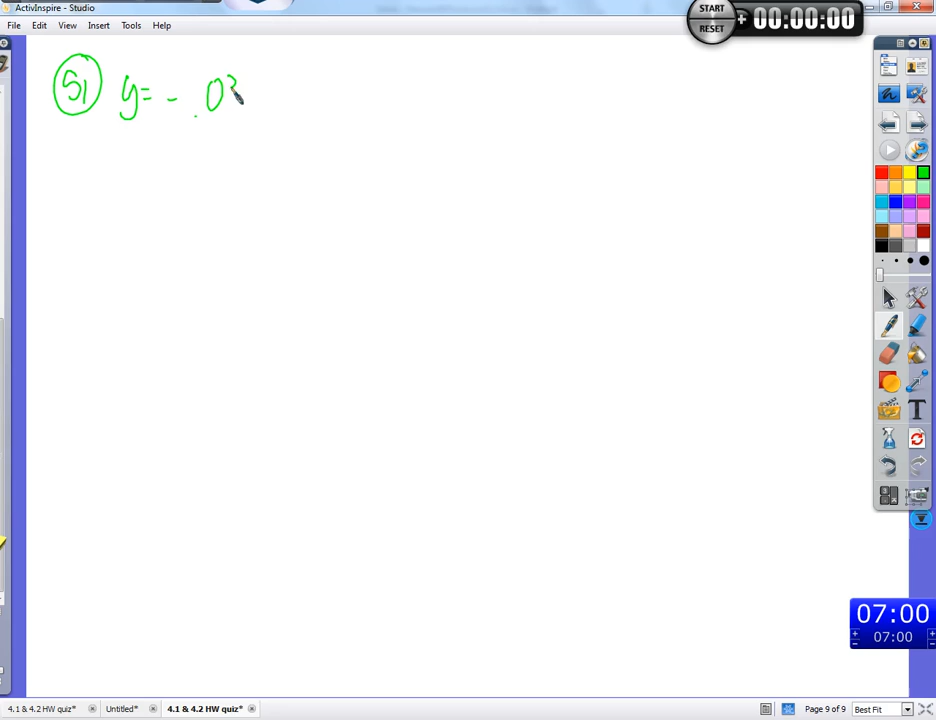 ActivInspire - Studio
START
RESET
00:00:00
File Edit View Insert Tools Help
51 y= - .03
07:00
07:00
4.1 & 4.2 HW quiz* Untitled* 4.1 & 4.2 HW quiz* Page 9 of 9 Best Fit